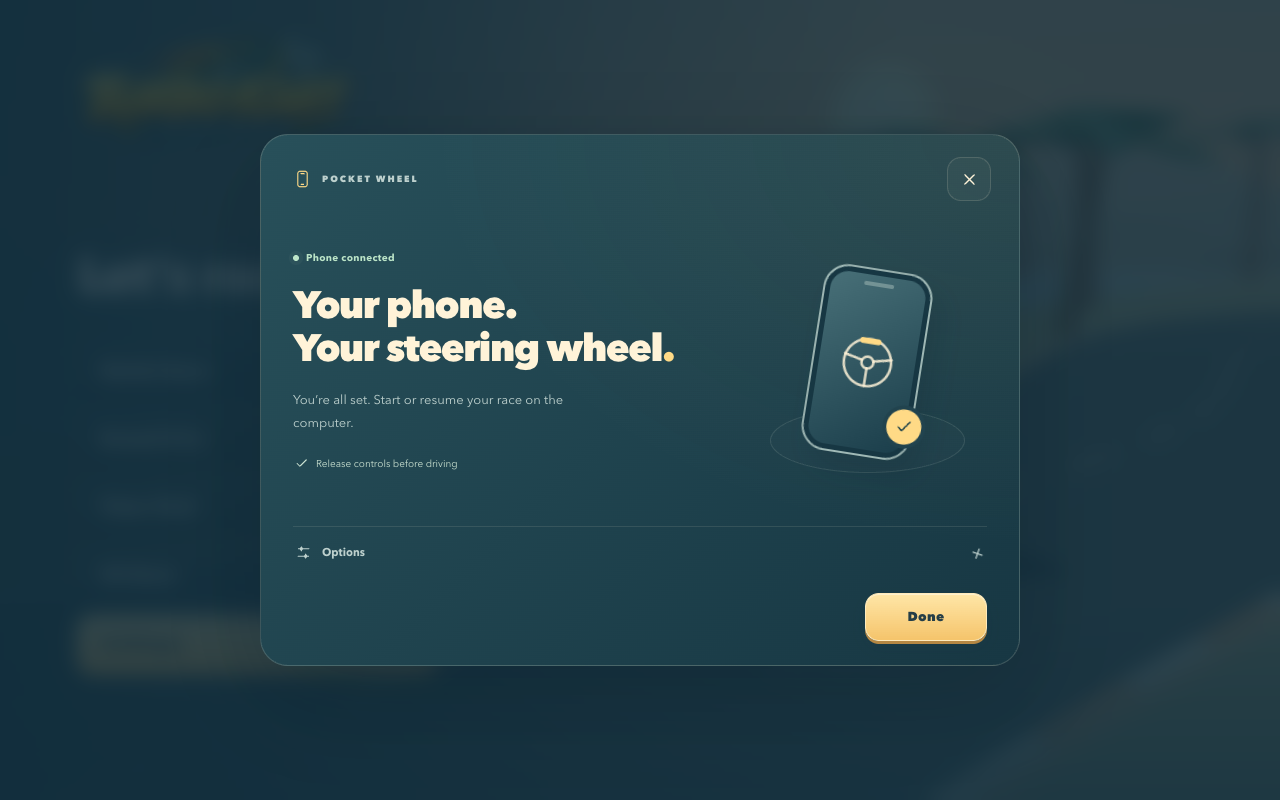 POCKET WHEEL
Phone connected
Your phone.
Your steering wheel.
You're all set. Start or resume your race on the
computer.
Release controls before driving
Options
Done